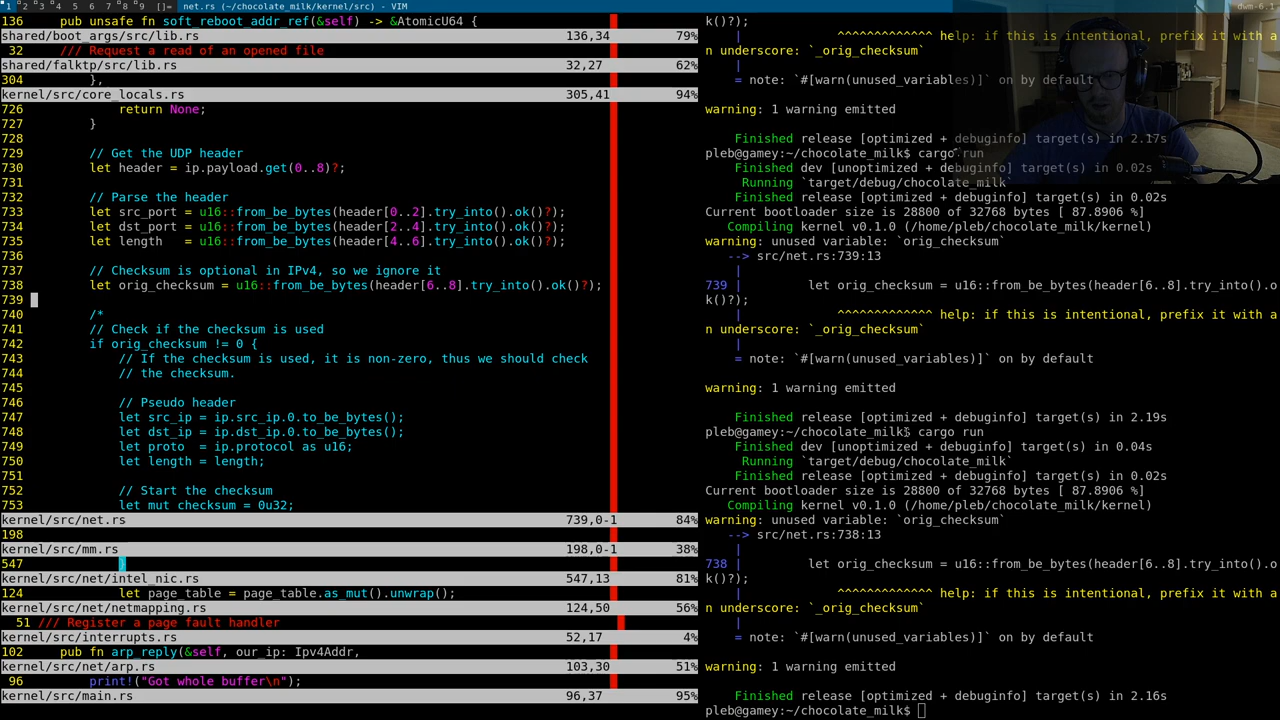 1 2 3 4 5 6 7 8 9 []= net.rs (~/chocolate_milk/kernel/src) - VIM dwm-6.1
136     pub unsafe fn soft_reboot_addr_ref(&self) -> &AtomicU64 {
shared/boot_args/src/lib.rs 136,34 79%
32     /// Request a read of an opened file
shared/falktp/src/lib.rs 32,27 62%
304         },
kernel/src/core_locals.rs 305,41 94%
726             return None;
727         }
728
729         // Get the UDP header
730         let header = ip.payload.get(0..8)?;
731
732         // Parse the header
733         let src_port = u16::from_be_bytes(header[0..2].try_into().ok()?);
734         let dst_port = u16::from_be_bytes(header[2..4].try_into().ok()?);
735         let length   = u16::from_be_bytes(header[4..6].try_into().ok()?);
736
737         // Checksum is optional in IPv4, so we ignore it
738         let orig_checksum = u16::from_be_bytes(header[6..8].try_into().ok()?);
739
740         /*
741         // Check if the checksum is used
742         if orig_checksum != 0 {
743             // If the checksum is used, it is non-zero, thus we should check
744             // the checksum.
745
746             // Pseudo header
747             let src_ip = ip.src_ip.0.to_be_bytes();
748             let dst_ip = ip.dst_ip.0.to_be_bytes();
749             let proto  = ip.protocol as u16;
750             let length = length;
751
752             // Start the checksum
753             let mut checksum = 0u32;
kernel/src/net.rs 739,0-1 84%
198
kernel/src/mm.rs 198,0-1 38%
547             }
kernel/src/net/intel_nic.rs 547,13 81%
124             let page_table = page_table.as_mut().unwrap();
kernel/src/net/netmapping.rs 124,50 56%
51 /// Register a page fault handler
kernel/src/interrupts.rs 52,17 4%
102     pub fn arp_reply(&self, our_ip: Ipv4Addr,
kernel/src/net/arp.rs 103,30 51%
96         print!("Got whole buffer\n");
kernel/src/main.rs 96,37 95%
k()?);
    |             ^^^^^^^^^^^^^ help: if this is intentional, prefix it with a
n underscore: `_orig_checksum`
    |
    = note: `#[warn(unused_variables)]` on by default

warning: 1 warning emitted

    Finished release [optimized + debuginfo] target(s) in 2.17s
pleb@gamey:~/chocolate_milk$ cargo run
    Finished dev [unoptimized + debuginfo] target(s) in 0.02s
     Running `target/debug/chocolate_milk`
    Finished release [optimized + debuginfo] target(s) in 0.02s
Current bootloader size is 28800 of 32768 bytes [ 87.8906 %]
   Compiling kernel v0.1.0 (/home/pleb/chocolate_milk/kernel)
warning: unused variable: `orig_checksum`
   --> src/net.rs:739:13
    |
739 |         let orig_checksum = u16::from_be_bytes(header[6..8].try_into().o
k()?);
    |             ^^^^^^^^^^^^^ help: if this is intentional, prefix it with a
n underscore: `_orig_checksum`
    |
    = note: `#[warn(unused_variables)]` on by default

warning: 1 warning emitted

    Finished release [optimized + debuginfo] target(s) in 2.19s
pleb@gamey:~/chocolate_milk$ cargo run
    Finished dev [unoptimized + debuginfo] target(s) in 0.04s
     Running `target/debug/chocolate_milk`
    Finished release [optimized + debuginfo] target(s) in 0.02s
Current bootloader size is 28800 of 32768 bytes [ 87.8906 %]
   Compiling kernel v0.1.0 (/home/pleb/chocolate_milk/kernel)
warning: unused variable: `orig_checksum`
   --> src/net.rs:738:13
    |
738 |         let orig_checksum = u16::from_be_bytes(header[6..8].try_into().o
k()?);
    |             ^^^^^^^^^^^^^ help: if this is intentional, prefix it with a
n underscore: `_orig_checksum`
    |
    = note: `#[warn(unused_variables)]` on by default

warning: 1 warning emitted

    Finished release [optimized + debuginfo] target(s) in 2.16s
pleb@gamey:~/chocolate_milk$